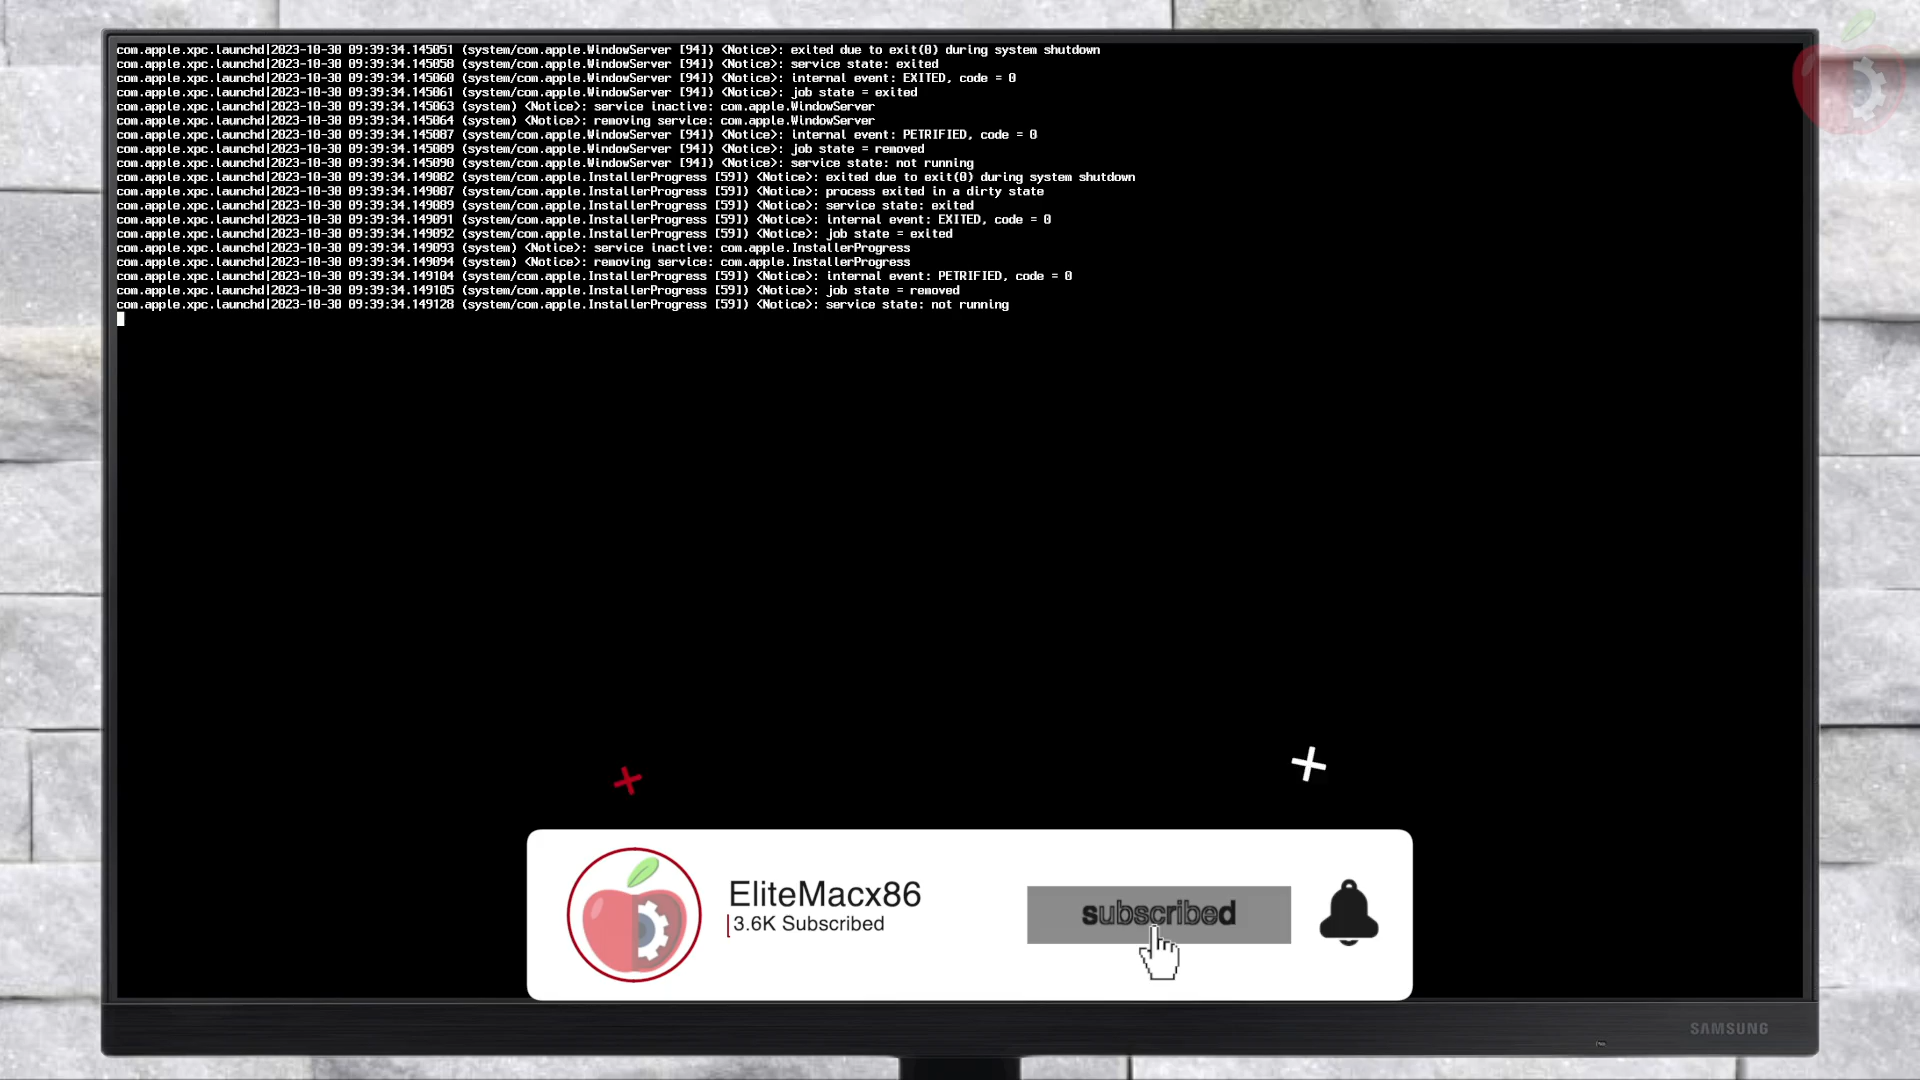 com.apple.xpc.launchd|2023-10-30 09:39:34.145051 (system/com.apple.WindowServer [94]) <Notice>: exited due to exit(0) during system shutdown
com.apple.xpc.launchd|2023-10-30 09:39:34.145058 (system/com.apple.WindowServer [94]) <Notice>: service state: exited
com.apple.xpc.launchd|2023-10-30 09:39:34.145060 (system/com.apple.WindowServer [94]) <Notice>: internal event: EXITED, code = 0
com.apple.xpc.launchd|2023-10-30 09:39:34.145061 (system/com.apple.WindowServer [94]) <Notice>: job state = exited
com.apple.xpc.launchd|2023-10-30 09:39:34.145063 (system) <Notice>: service inactive: com.apple.WindowServer
com.apple.xpc.launchd|2023-10-30 09:39:34.145064 (system) <Notice>: removing service: com.apple.WindowServer
com.apple.xpc.launchd|2023-10-30 09:39:34.145087 (system/com.apple.WindowServer [94]) <Notice>: internal event: PETRIFIED, code = 0
com.apple.xpc.launchd|2023-10-30 09:39:34.145089 (system/com.apple.WindowServer [94]) <Notice>: job state = removed
com.apple.xpc.launchd|2023-10-30 09:39:34.145090 (system/com.apple.WindowServer [94]) <Notice>: service state: not running
com.apple.xpc.launchd|2023-10-30 09:39:34.149082 (system/com.apple.InstallerProgress [59]) <Notice>: exited due to exit(0) during system shutdown
com.apple.xpc.launchd|2023-10-30 09:39:34.149087 (system/com.apple.InstallerProgress [59]) <Notice>: process exited in a dirty state
com.apple.xpc.launchd|2023-10-30 09:39:34.149089 (system/com.apple.InstallerProgress [59]) <Notice>: service state: exited
com.apple.xpc.launchd|2023-10-30 09:39:34.149091 (system/com.apple.InstallerProgress [59]) <Notice>: internal event: EXITED, code = 0
com.apple.xpc.launchd|2023-10-30 09:39:34.149092 (system/com.apple.InstallerProgress [59]) <Notice>: job state = exited
com.apple.xpc.launchd|2023-10-30 09:39:34.149093 (system) <Notice>: service inactive: com.apple.InstallerProgress
com.apple.xpc.launchd|2023-10-30 09:39:34.149094 (system) <Notice>: removing service: com.apple.InstallerProgress
com.apple.xpc.launchd|2023-10-30 09:39:34.149104 (system/com.apple.InstallerProgress [59]) <Notice>: internal event: PETRIFIED, code = 0
com.apple.xpc.launchd|2023-10-30 09:39:34.149105 (system/com.apple.InstallerProgress [59]) <Notice>: job state = removed
com.apple.xpc.launchd|2023-10-30 09:39:34.149128 (system/com.apple.InstallerProgress [59]) <Notice>: service state: not running
EliteMacx86
3.6K Subscribed
subscribed
SAMSUNG